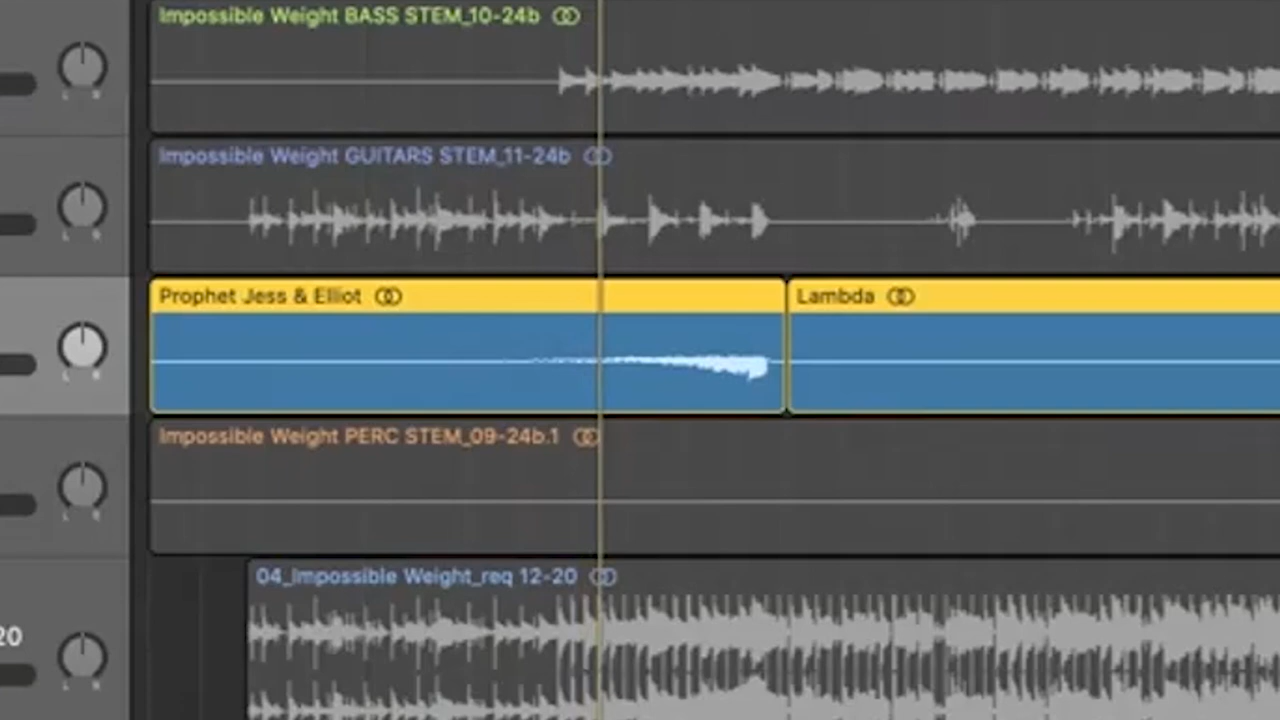 Impossible Weight BASS STEM_10-24b
Impossible Weight GUITARS STEM_11-24b
Prophet Jess & Elliot
Lambda
Impossible Weight PERC STEM_09-24b.1
04_Impossible Weight_req 12-20
20